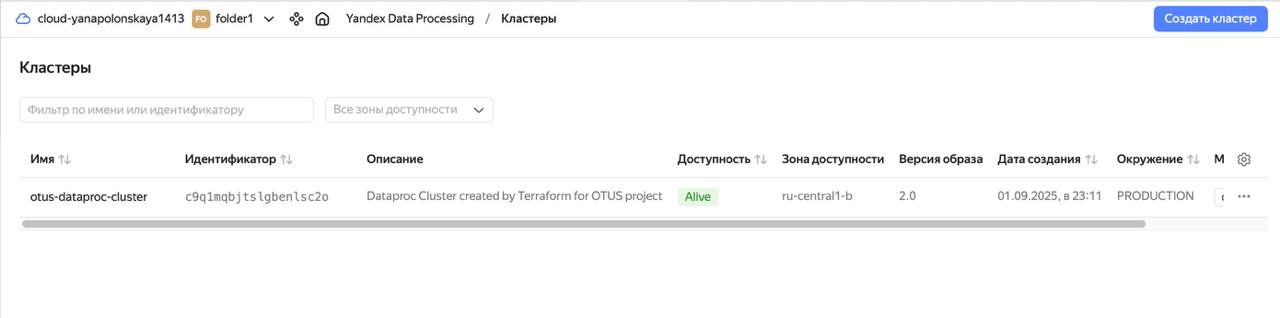 cloud-yanapolonskaya1413 FO folder1 Yandex Data Processing / Кластеры Создать кластер
Кластеры
Фильтр по имени или идентификатору Все зоны доступности
Имя Идентификатор Описание Доступность Зона доступности Версия образа Дата создания Окружение М
otus-dataproc-cluster c9q1mqbjtslgbenlsc2o Dataproc Cluster created by Terraform for OTUS project Alive ru-central1-b 2.0 01.09.2025, в 23:11 PRODUCTION